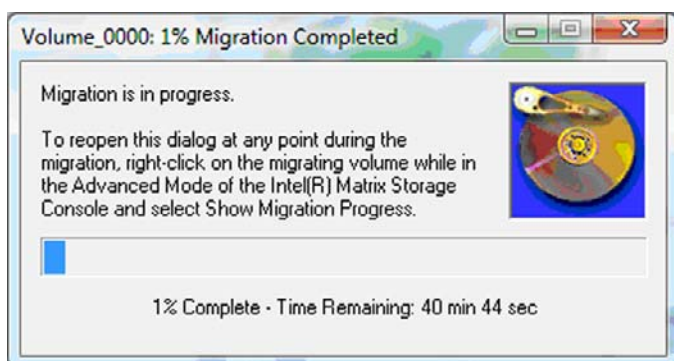 Volume_0000: 1% Migration Completed
Migration is in progress.
To reopen this dialog at any point during the
migration, right-click on the migrating volume while in
the Advanced Mode of the Intel(R) Matrix Storage
Console and select Show Migration Progress.
1% Complete - Time Remaining: 40 min 44 sec